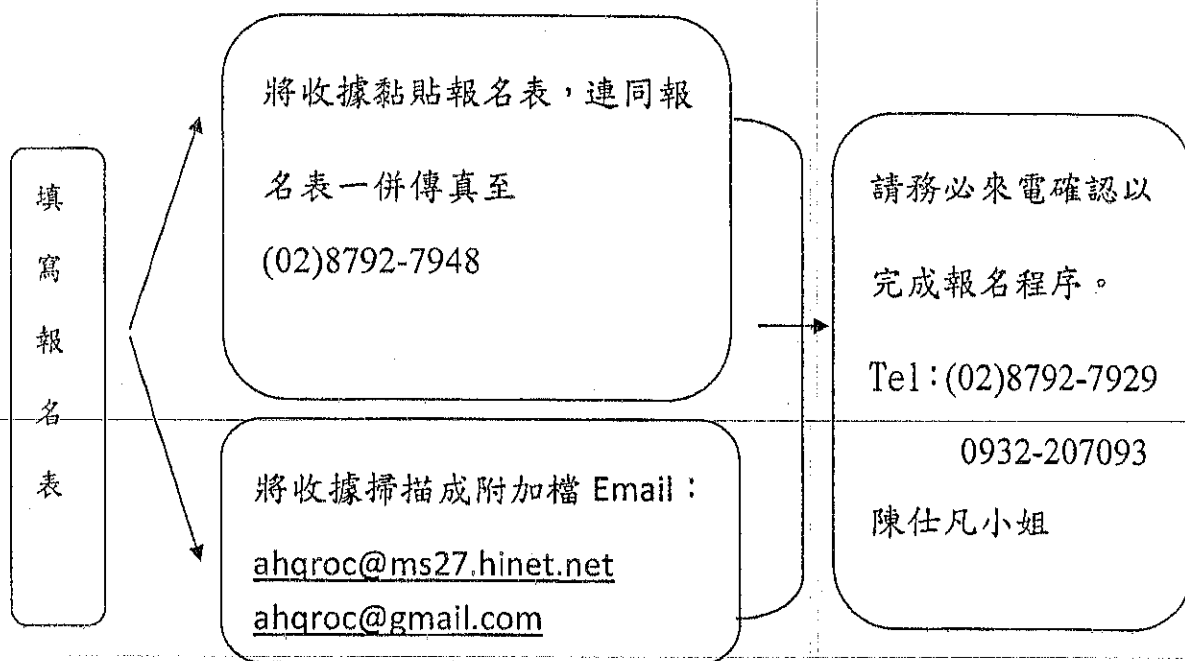 填寫報名表
將收據黏貼報名表，連同報
名表一併傳真至
(02)8792-7948
將收據掃描成附加檔 Email：
ahqroc@ms27.hinet.net
ahqroc@gmail.com
請務必來電確認以
完成報名程序。
Tel：(02)8792-7929
0932-207093
陳仕凡小姐